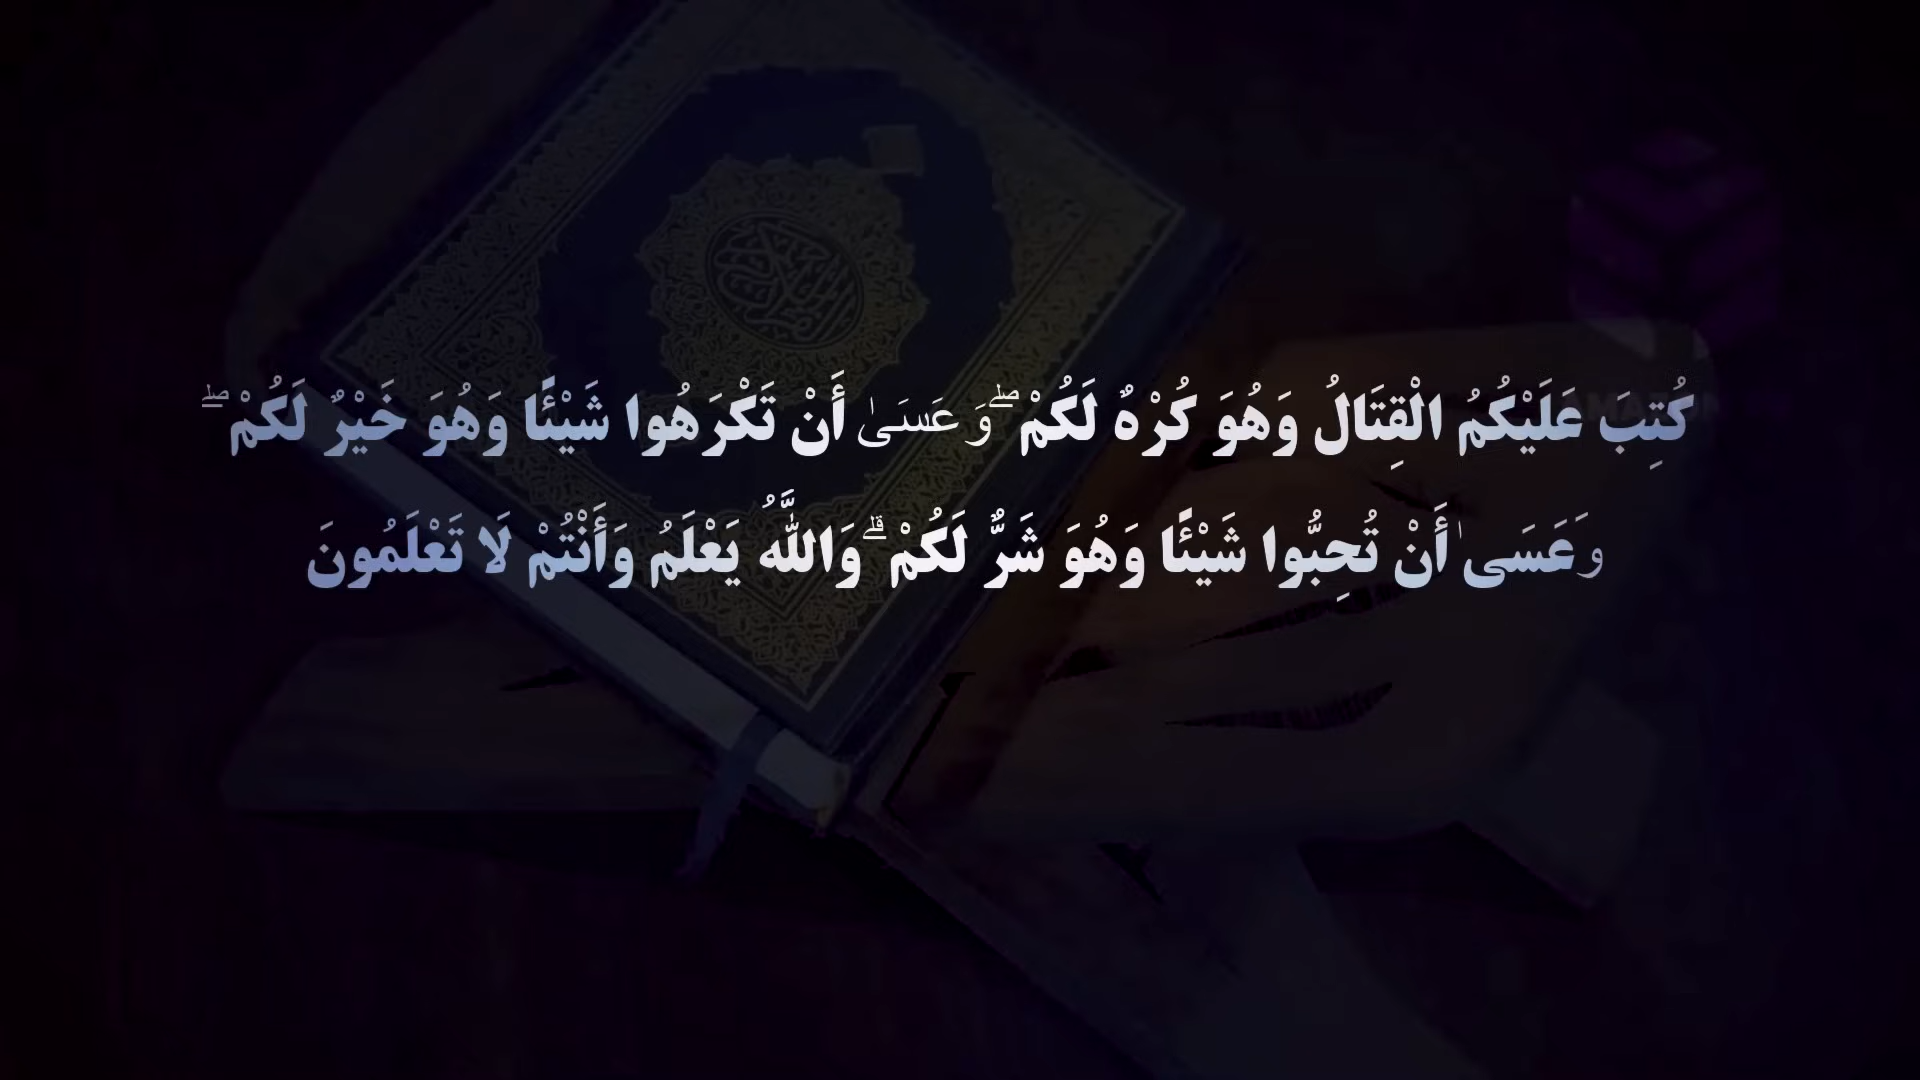 كُتِبَ عَلَيْكُمُ الْقِتَالُ وَهُوَ كُرْهٌ لَكُمْ ۖ وَعَسَىٰ أَنْ تَكْرَهُوا شَيْئًا وَهُوَ خَيْرٌ لَكُمْ ۖ
وَعَسَىٰ أَنْ تُحِبُّوا شَيْئًا وَهُوَ شَرٌّ لَكُمْ ۗ وَاللَّهُ يَعْلَمُ وَأَنْتُمْ لَا تَعْلَمُونَ